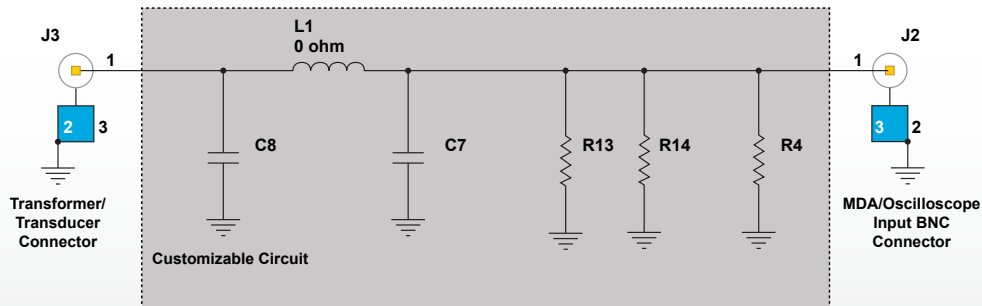 L1
0 ohm
J3
J2
1
1
2
3
3
2
C8
C7
R13
R14
R4
Transformer/
Transducer
Connector
MDA/Oscilloscope
Input BNC
Connector
Customizable Circuit